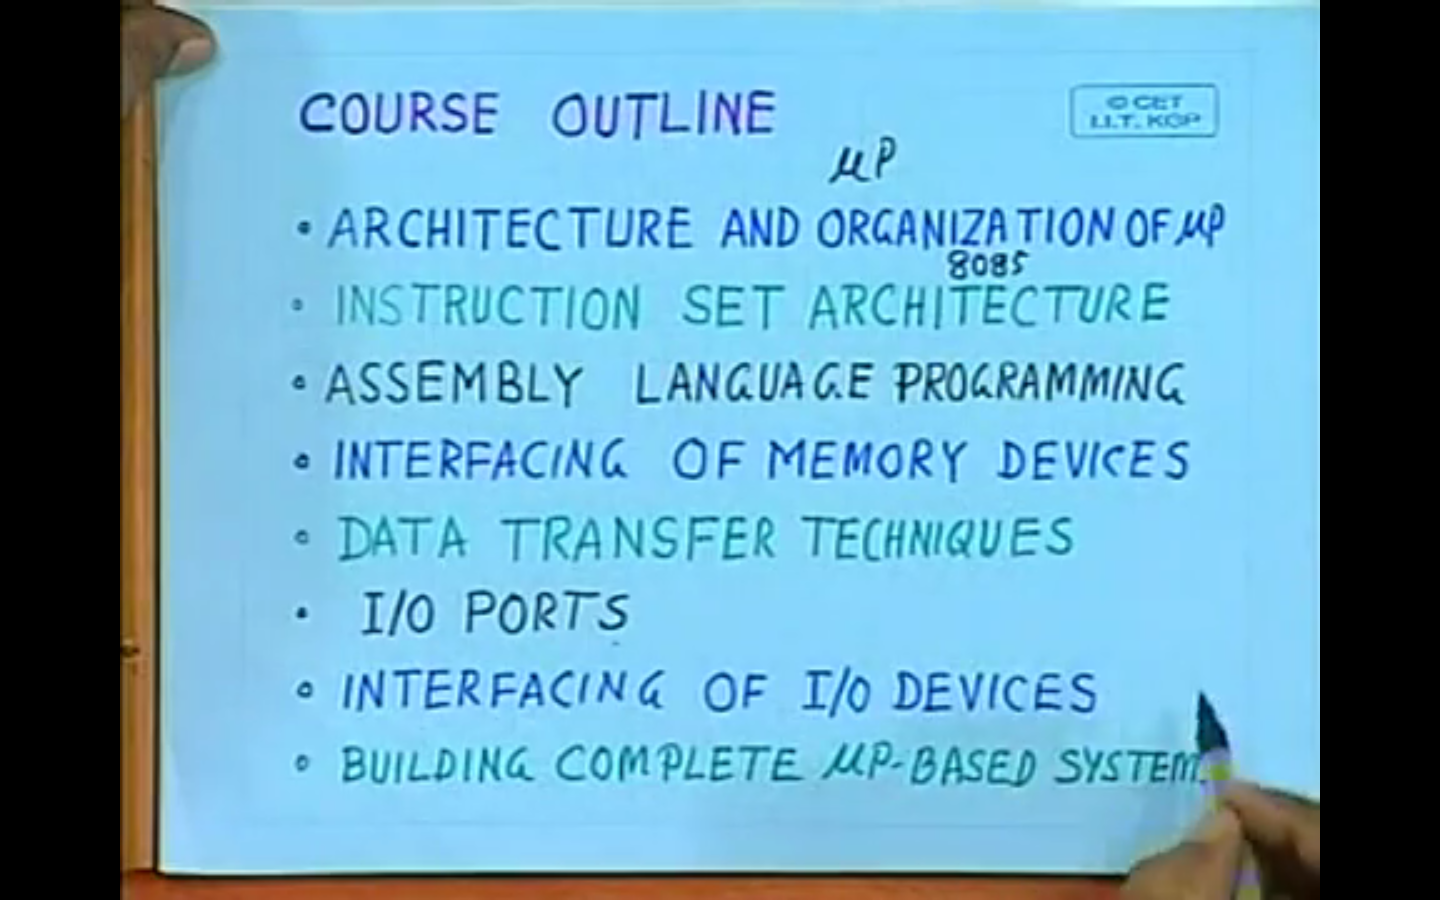 COURSE OUTLINE
© CET
I.I.T. KGP
μP
• ARCHITECTURE AND ORGANIZATION OF μP
8085
• INSTRUCTION SET ARCHITECTURE
• ASSEMBLY LANGUAGE PROGRAMMING
• INTERFACING OF MEMORY DEVICES
• DATA TRANSFER TECHNIQUES
• I/O PORTS
• INTERFACING OF I/O DEVICES
• BUILDING COMPLETE μP-BASED SYSTEM